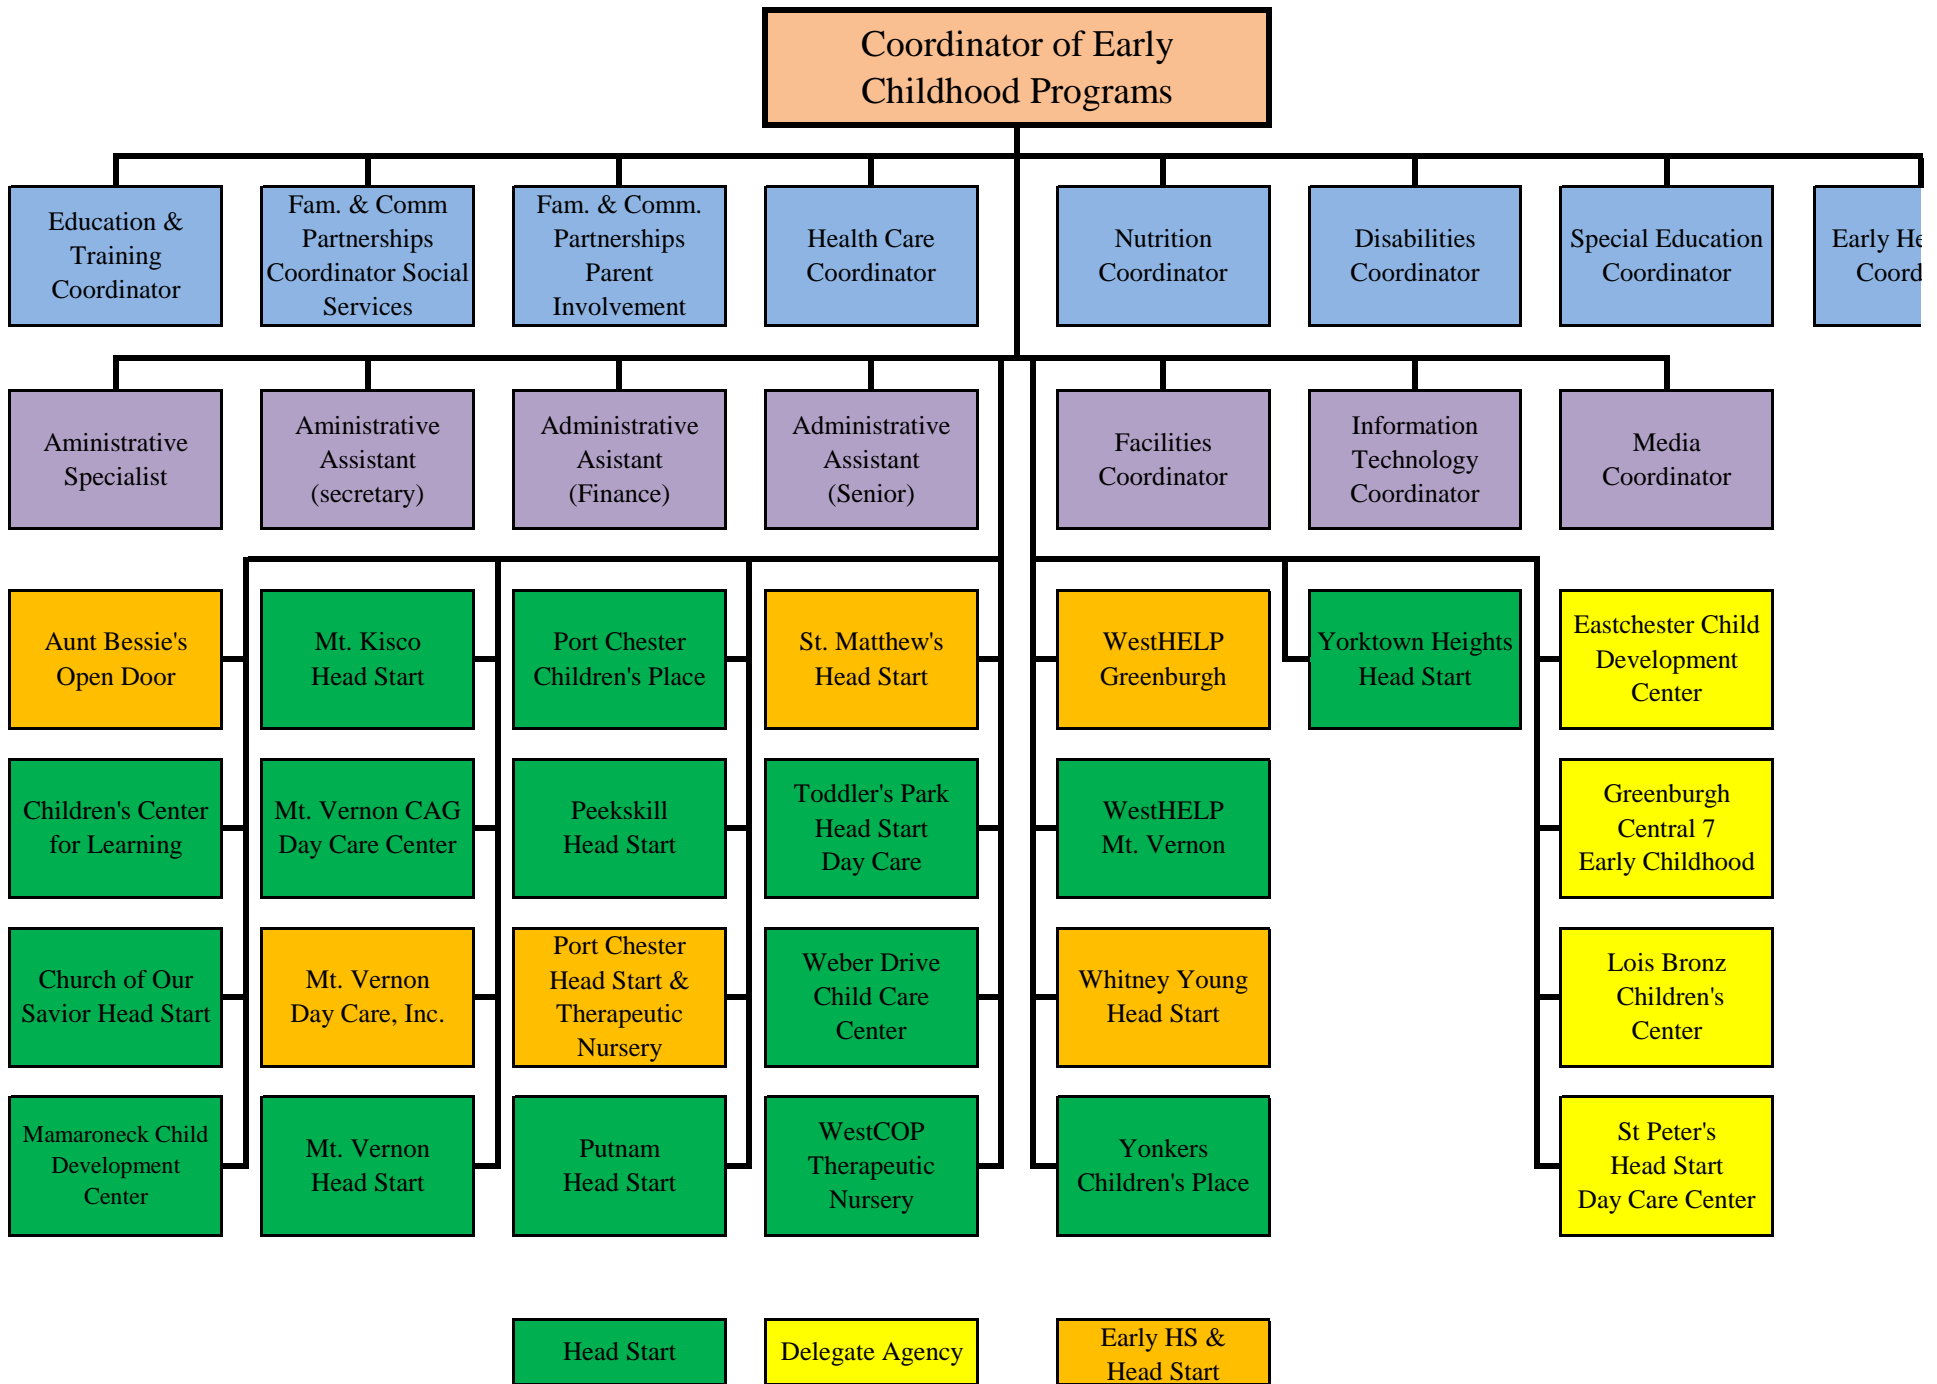 Coordinator of Early
Childhood Programs
Education &
Training
Coordinator
Fam. & Comm
Partnerships
Coordinator Social
Services
Fam. & Comm.
Partnerships
Parent
Involvement
Health Care
Coordinator
Nutrition
Coordinator
Disabilities
Coordinator
Special Education
Coordinator
Early
Aministrative
Specialist
Aministrative
Assistant
(secretary)
Administrative
Asistant
(Finance)
Administrative
Assistant
(Senior)
Facilities
Coordinator
Information
Technology
Coordinator
Media
Coordinator
Aunt Bessie's
Open Door
Mt. Kisco
Head Start
Port Chester
Children's Place
St. Matthew's
Head Start
WestHELP
Greenburgh
Yorktown Heights
Head Start
Eastchester Child
Development
Center
Children's Center
for Learning
Mt. Vernon CAG
Day Care Center
Peekskill
Head Start
Toddler's Park
Head Start
Day Care
WestHELP
Mt. Vernon
Greenburgh
Central 7
Early Childhood
Church of Our
Savior Head Start
Mt. Vernon
Day Care, Inc.
Port Chester
Head Start &
Therapeutic
Nursery
Weber Drive
Child Care
Center
Whitney Young
Head Start
Lois Bronz
Children's
Center
Mamaroneck Child
Development
Center
Mt. Vernon
Head Start
Putnam
Head Start
WestCOP
Therapeutic
Nursery
Yonkers
Children's Place
St Peter's
Head Start
Day Care Center
Head Start
Delegate Agency
Early HS &
Head Start